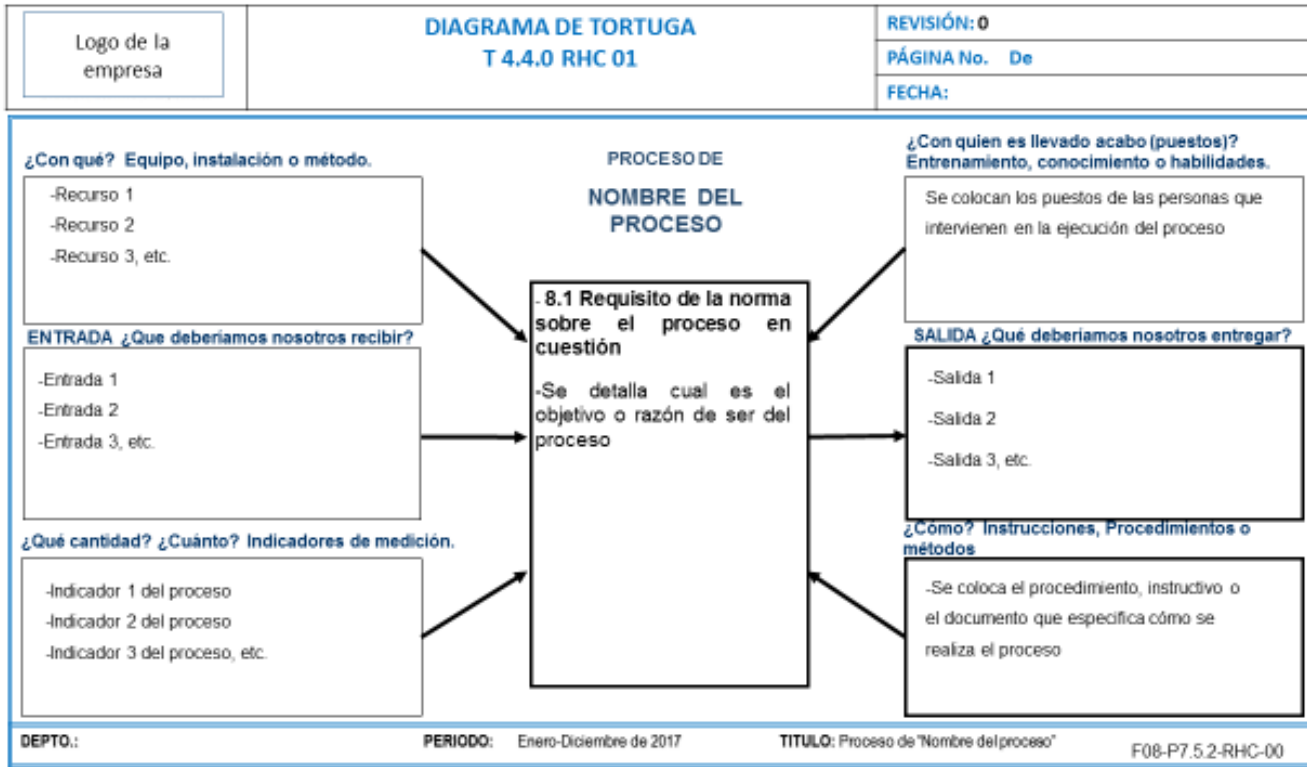 Logo de la
empresa
DIAGRAMA DE TORTUGA
T 4.4.0 RHC 01
REVISIÓN: 0
PÁGINA No. De
FECHA:
¿Con qué? Equipo, instalación o método.
-Recurso 1
-Recurso 2
-Recurso 3, etc.
PROCESO DE
NOMBRE DEL
PROCESO
¿Con quien es llevado acabo (puestos)?
Entrenamiento, conocimiento o habilidades.
Se colocan los puestos de las personas que
intervienen en la ejecución del proceso
ENTRADA ¿Que deberiamos nosotros recibir?
-Entrada 1
-Entrada 2
-Entrada 3, etc.
- 8.1 Requisito de la norma
sobre el proceso en
cuestión
-Se detalla cual es el
objetivo o razón de ser del
proceso
SALIDA ¿Qué deberíamos nosotros entregar?
-Salida 1
-Salida 2
-Salida 3, etc.
¿Qué cantidad? ¿Cuánto? Indicadores de medición.
-Indicador 1 del proceso
-Indicador 2 del proceso
-Indicador 3 del proceso, etc.
¿Cómo? Instrucciones, Procedimientos o
métodos
-Se coloca el procedimiento, instructivo o
el documento que especifica cómo se
realiza el proceso
DEPTO.: PERIODO: Enero-Diciembre de 2017 TITULO: Proceso de "Nombre del proceso" F08-P7.5.2-RHC-00